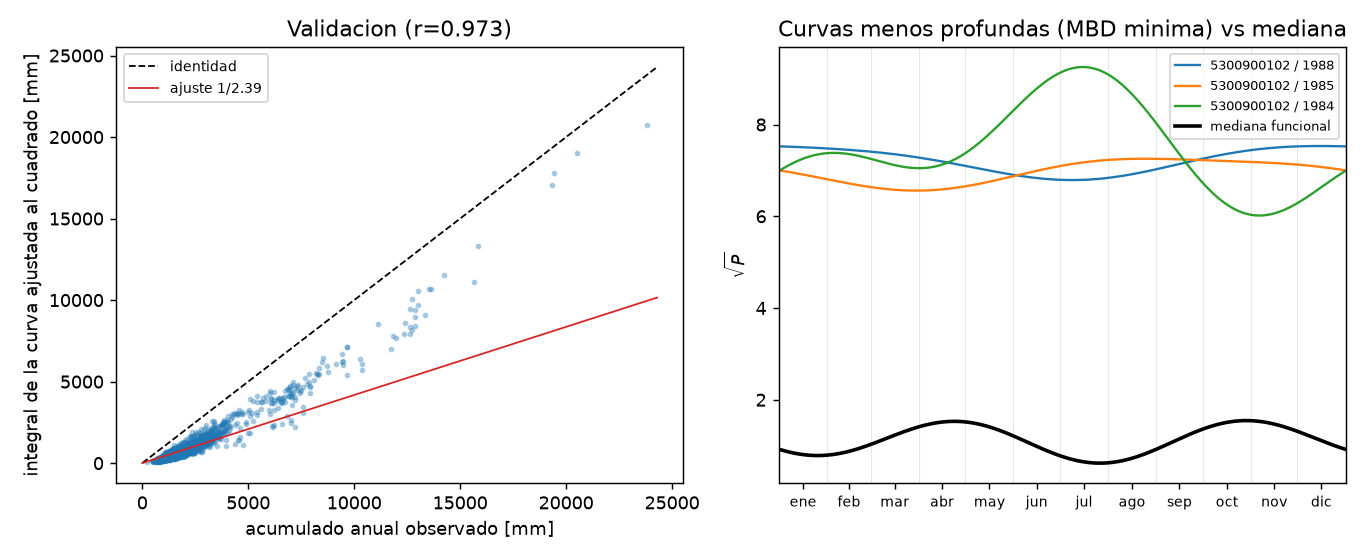 Validacion (r=0.973)
integral de la curva ajustada al cuadrado [mm]
25000
20000
15000
10000
5000
0
identidad
ajuste 1/2.39
0 5000 10000 15000 20000 25000
acumulado anual observado [mm]
Curvas menos profundas (MBD minima) vs mediana
√P
8
6
4
2
5300900102 / 1988
5300900102 / 1985
5300900102 / 1984
mediana funcional
ene feb mar abr may jun jul ago sep oct nov dic